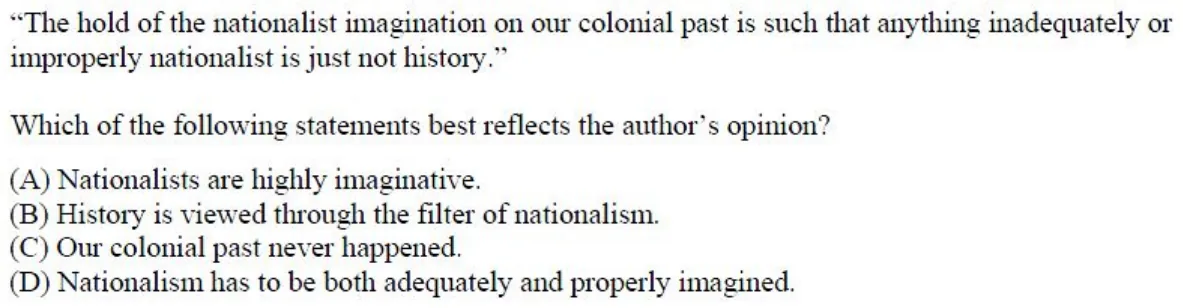 “The hold of the nationalist imagination on our colonial past is such that anything inadequately or
improperly nationalist is just not history.”
Which of the following statements best reflects the author’s opinion?
(A) Nationalists are highly imaginative.
(B) History is viewed through the filter of nationalism.
(C) Our colonial past never happened.
(D) Nationalism has to be both adequately and properly imagined.